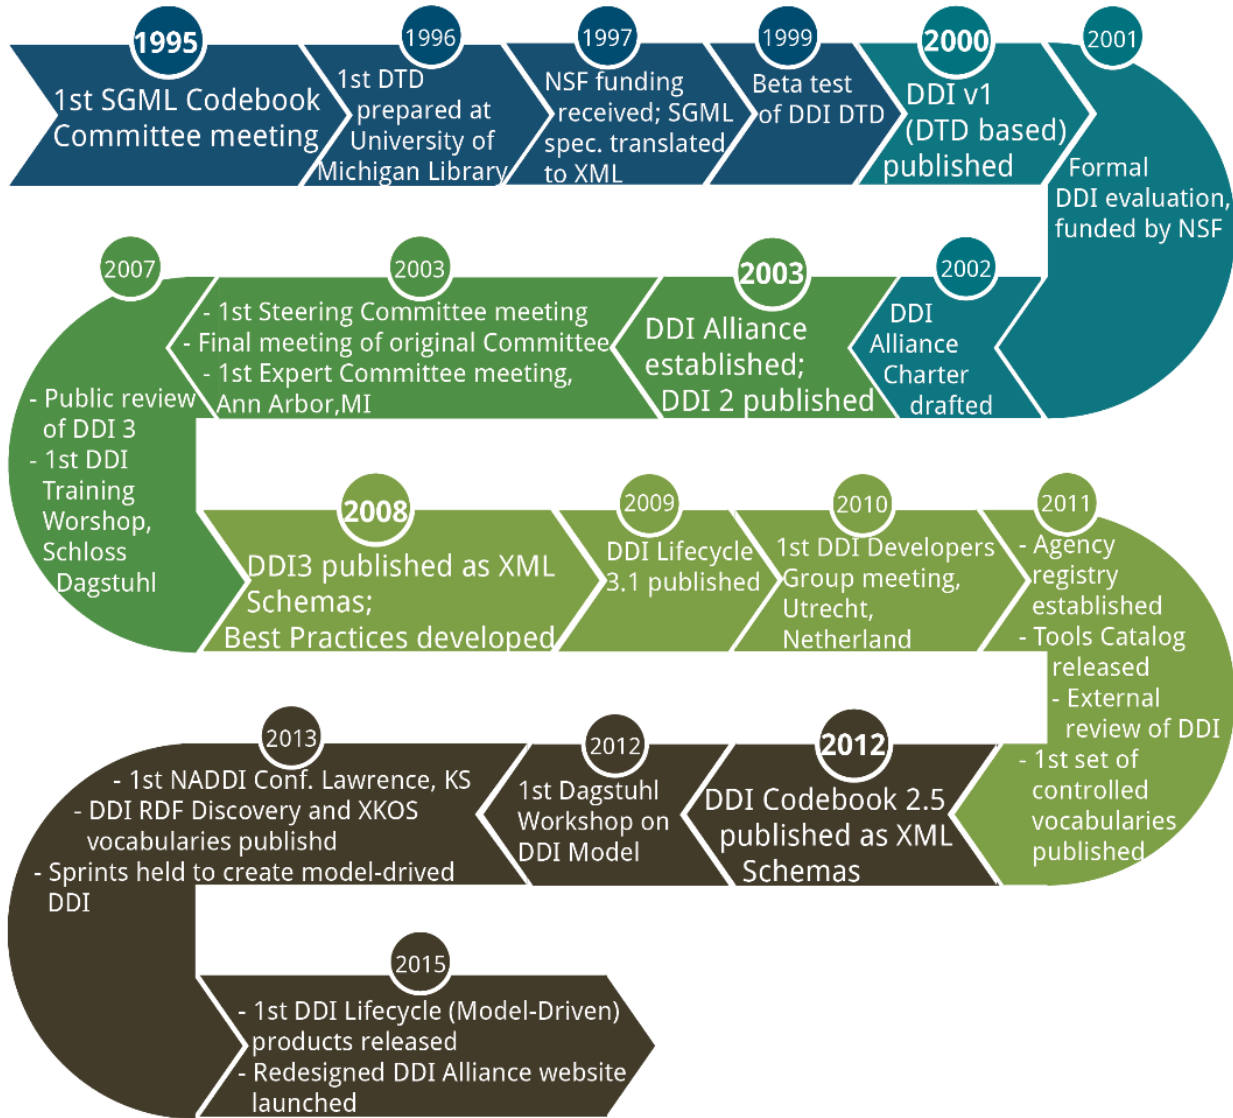 1995
1st SGML Codebook
Committee meeting
1996
1st DTD
prepared at
University of
Michigan Library
1997
NSF funding
received; SGML
spec. translated
to XML
1999
Beta test
of DDI DTD
2000
DDI v1
(DTD based)
published
2001
Formal
DDI evaluation,
funded by NSF
2002
DDI
Alliance
Charter
drafted
2003
DDI Alliance
established;
DDI 2 published
2003
- 1st Steering Committee meeting
- Final meeting of original Committee
- 1st Expert Committee meeting,
Ann Arbor,MI
2007
- Public review
of DDI 3
- 1st DDI
Training
Worshop,
Schloss
Dagstuhl
2008
DDI3 published as XML
Schemas;
Best Practices developed
2009
DDI Lifecycle
3.1 published
2010
1st DDI Developers
Group meeting,
Utrecht,
Netherland
2011
- Agency
registry
established
- Tools Catalog
released
- External
review of DDI
- 1st set of
controlled
vocabularies
published
2012
DDI Codebook 2.5
published as XML
Schemas
2012
1st Dagstuhl
Workshop on
DDI Model
2013
- 1st NADDI Conf. Lawrence, KS
- DDI RDF Discovery and XKOS
vocabularies publishd
- Sprints held to create model-drived
DDI
2015
- 1st DDI Lifecycle (Model-Driven)
products released
- Redesigned DDI Alliance website
launched